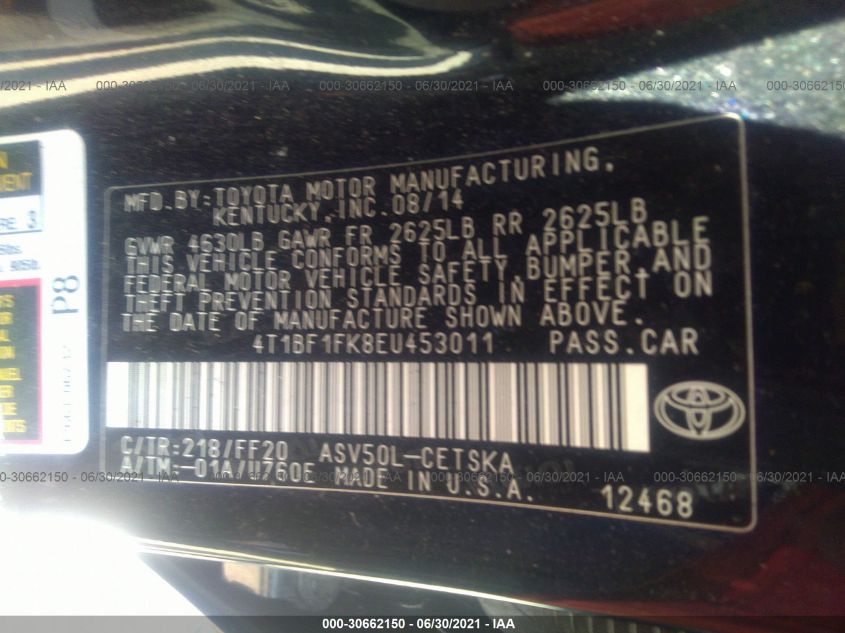 000-30662150 - 06/30/2021 - IAA
MFD.BY:TOYOTA MOTOR MANUFACTURING,
KENTUCKY,INC.08/14
GVWR 4630LB GAWR FR 2625LB RR 2625LB
THIS VEHICLE CONFORMS TO ALL APPLICABLE
FEDERAL MOTOR VEHICLE SAFETY,BUMPER,AND
THEFT PREVENTION STANDARDS IN EFFECT ON
THE DATE OF MANUFACTURE SHOWN ABOVE.
4T1BF1FK8EU453011 PASS.CAR
C/TR:218/FF20 ASV50L-CETSKA
A/TM:-01A/U760E MADE IN U.S.A.
12468
P8
000-30662150 - 06/30/2021 - IAA